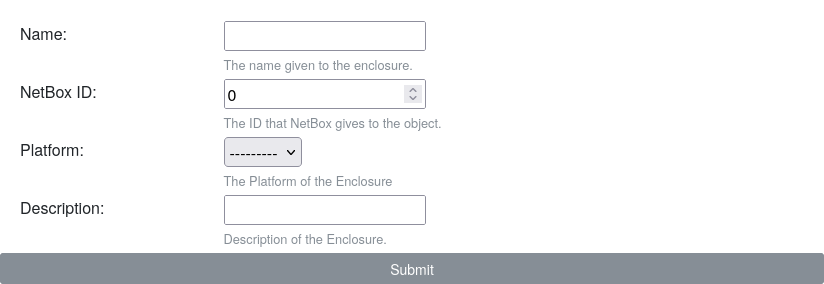 Name:
The name given to the enclosure.
NetBox ID:
0
The ID that NetBox gives to the object.
Platform:
---------
The Platform of the Enclosure
Description:
Description of the Enclosure.
Submit